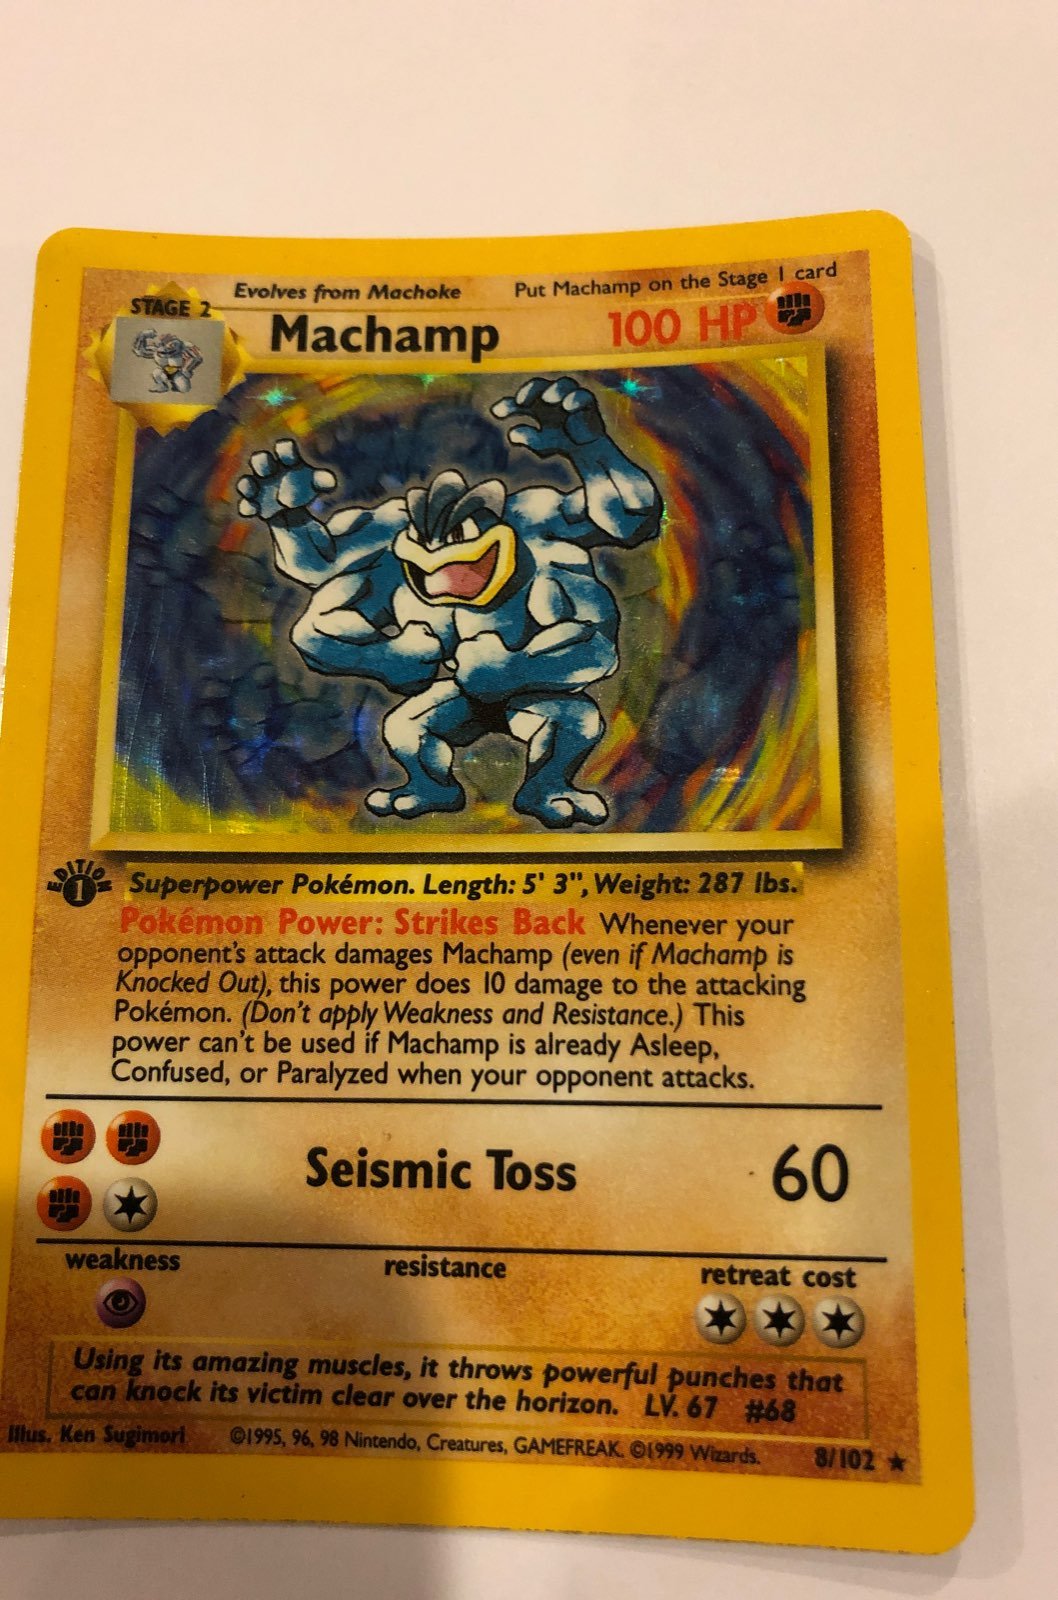 Evolves from Machoke Put Machamp on the Stage 1 card
STAGE 2
Machamp 100 HP
EDITION 1
Superpower Pokémon. Length: 5' 3", Weight: 287 lbs.
Pokémon Power: Strikes Back Whenever your
opponent's attack damages Machamp (even if Machamp is
Knocked Out), this power does 10 damage to the attacking
Pokémon. (Don't apply Weakness and Resistance.) This
power can't be used if Machamp is already Asleep,
Confused, or Paralyzed when your opponent attacks.
Seismic Toss 60
weakness resistance retreat cost
Using its amazing muscles, it throws powerful punches that
can knock its victim clear over the horizon. LV. 67 #68
Illus. Ken Sugimori ©1995, 96, 98 Nintendo, Creatures, GAMEFREAK. ©1999 Wizards. 8/102 ★